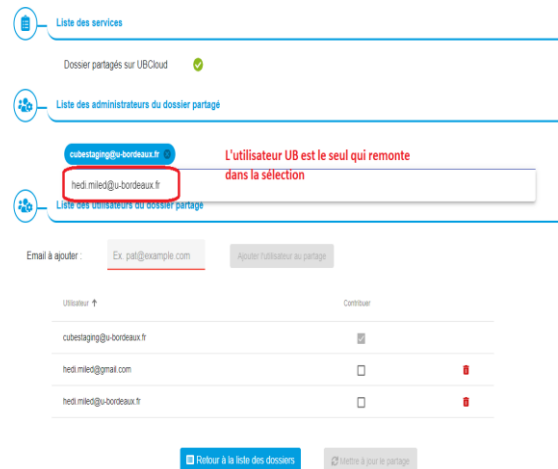 Liste des services
Dossier partagés sur UBCloud
Liste des administrateurs du dossier partagé
cubestaging@u-bordeaux.fr
L'utilisateur UB est le seul qui remonte
dans la sélection
hedi.miled@u-bordeaux.fr
Liste des utilisateurs du dossier partagé
Email à ajouter :
Ex. pat@example.com
Ajouter l'utilisateur au partage
Utilisateur ↑
Contribuer
cubestaging@u-bordeaux.fr
hedi.miled@gmail.com
hedi.miled@u-bordeaux.fr
Retour à la liste des dossiers
Mettre à jour le partage